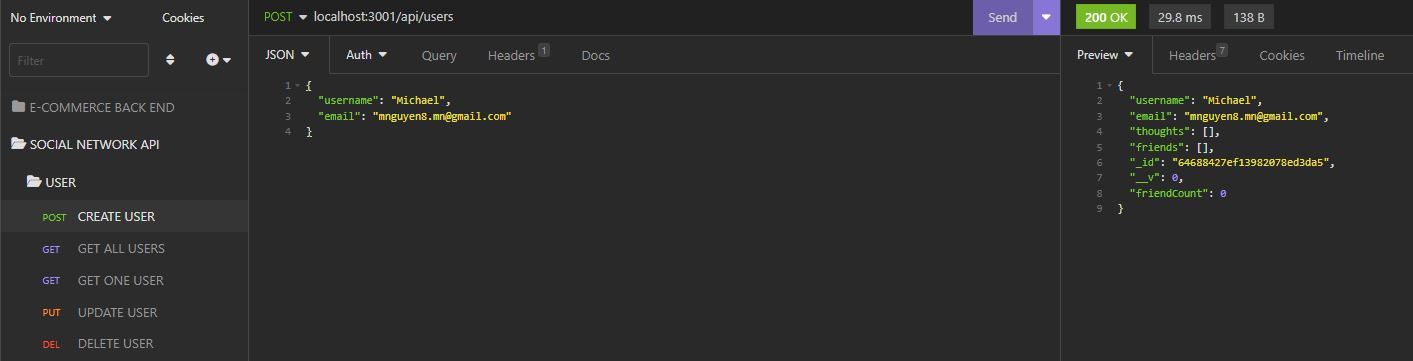 No Environment Cookies
Filter
E-COMMERCE BACK END
SOCIAL NETWORK API
USER
POST CREATE USER
GET GET ALL USERS
GET GET ONE USER
PUT UPDATE USER
DEL DELETE USER
POST localhost:3001/api/users Send
JSON Auth Query Headers 1 Docs
1 {
2 "username": "Michael",
3 "email": "mnguyen8.mn@gmail.com"
4 }
200 OK 29.8 ms 138 B
Preview Headers 7 Cookies Timeline
1 {
2 "username": "Michael",
3 "email": "mnguyen8.mn@gmail.com",
4 "thoughts": [],
5 "friends": [],
6 "_id": "64688427ef13982078ed3da5",
7 "__v": 0,
8 "friendCount": 0
9 }